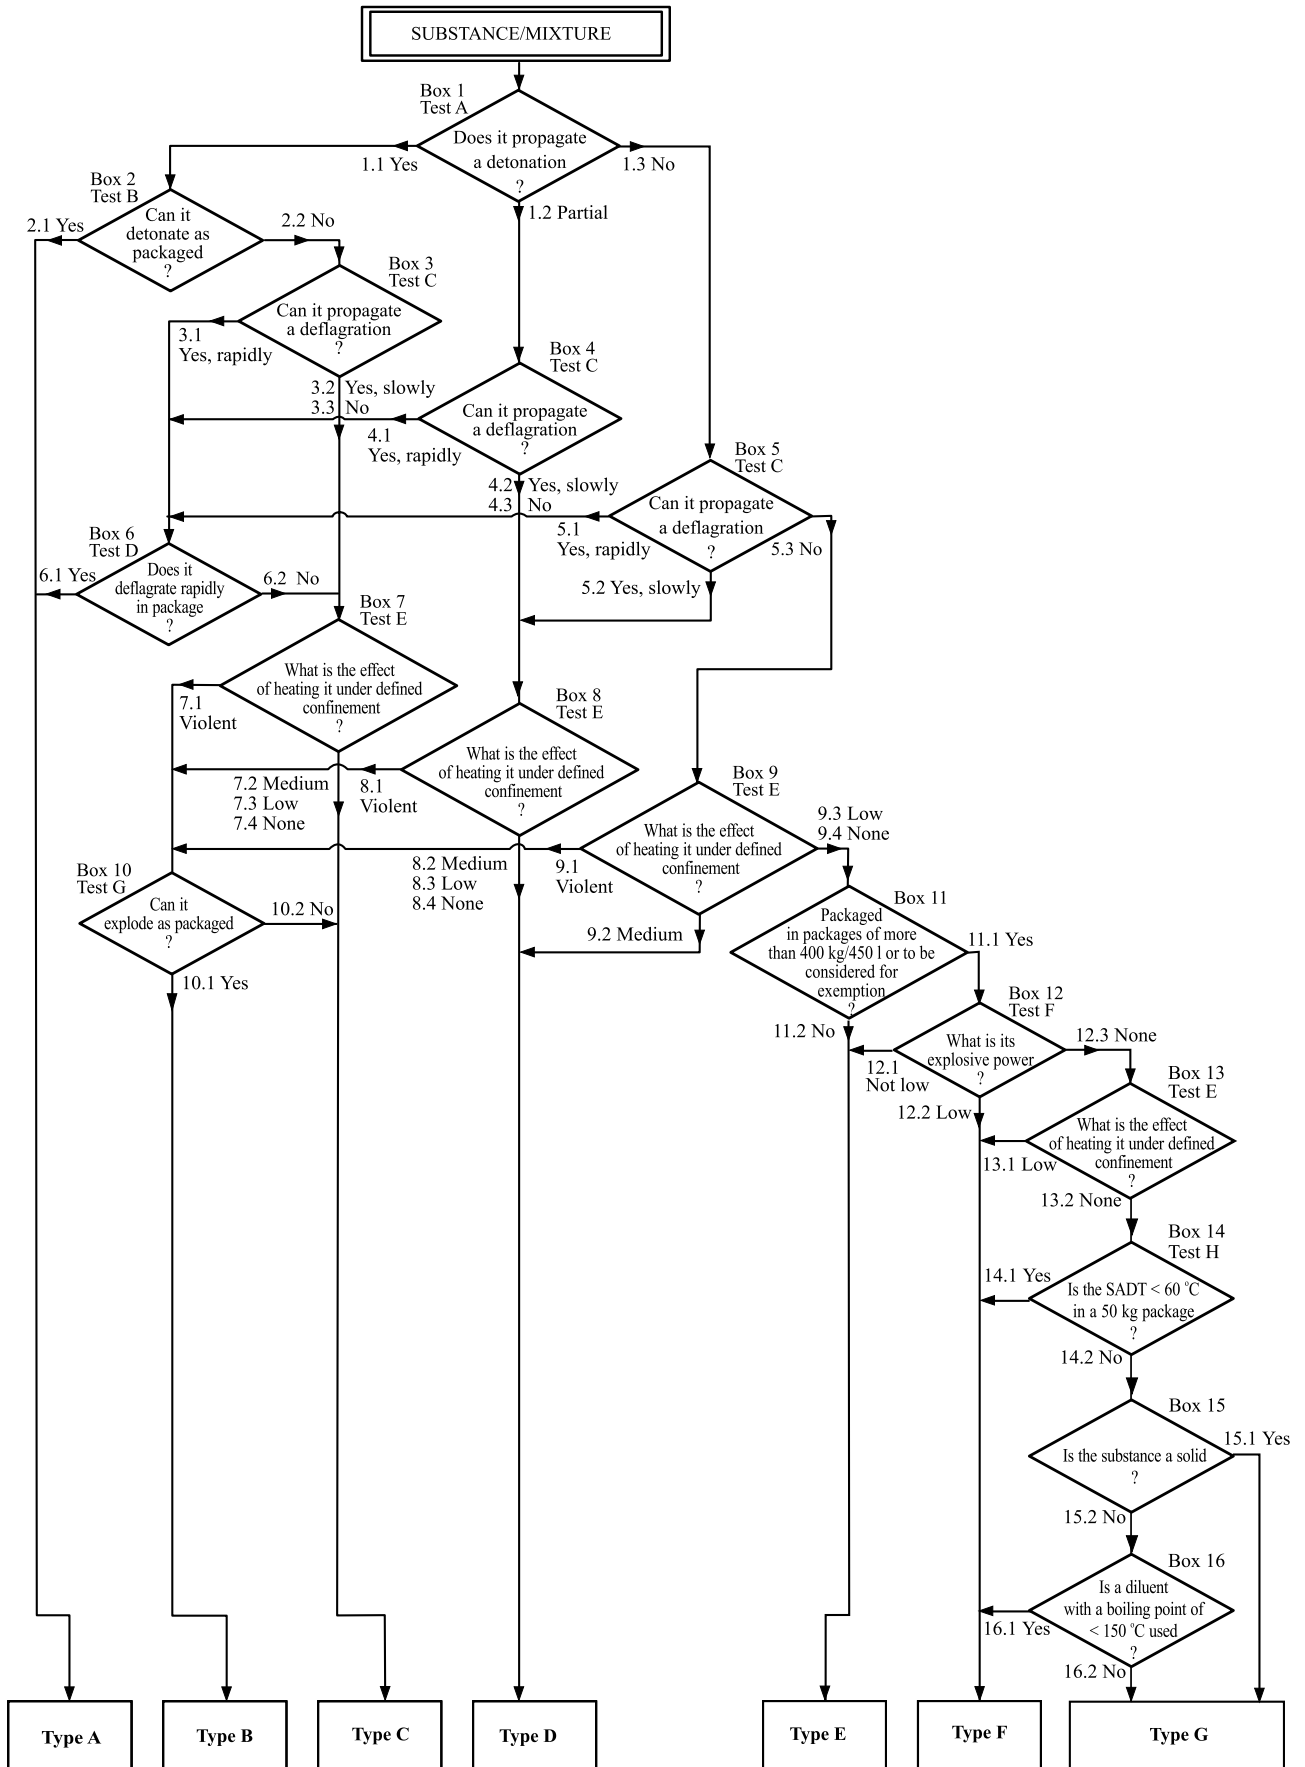 SUBSTANCE/MIXTURE
Box 1
Test A
Does it propagate
a detonation
?
1.1 Yes
1.3 No
1.2 Partial
Box 2
Test B
Can it
detonate as
packaged
?
2.1 Yes
2.2 No
Box 3
Test C
Can it propagate
a deflagration
?
3.1
Yes, rapidly
3.2 Yes, slowly
3.3 No
Box 4
Test C
Can it propagate
a deflagration
?
4.1
Yes, rapidly
4.2 Yes, slowly
4.3 No
Box 5
Test C
Can it propagate
a deflagration
?
5.1
Yes, rapidly
5.3 No
5.2 Yes, slowly
Box 6
Test D
Does it
deflagrate rapidly
in package
?
6.1 Yes
6.2 No
Box 7
Test E
What is the effect
of heating it under defined
confinement
?
7.1
Violent
7.2 Medium
7.3 Low
7.4 None
Box 8
Test E
What is the effect
of heating it under defined
confinement
?
8.1
Violent
8.2 Medium
8.3 Low
8.4 None
Box 9
Test E
What is the effect
of heating it under defined
confinement
?
9.1
Violent
9.3 Low
9.4 None
9.2 Medium
Box 10
Test G
Can it
explode as packaged
?
10.2 No
10.1 Yes
Box 11
Packaged
in packages of more
than 400 kg/450 l or to be
considered for
exemption
?
11.1 Yes
11.2 No
Box 12
Test F
What is its
explosive power
?
12.1
Not low
12.3 None
12.2 Low
Box 13
Test E
What is the effect
of heating it under defined
confinement
?
13.1 Low
13.2 None
Box 14
Test H
Is the SADT < 60 °C
in a 50 kg package
?
14.1 Yes
14.2 No
Box 15
Is the substance a solid
?
15.1 Yes
15.2 No
Box 16
Is a diluent
with a boiling point of
< 150 °C used
?
16.1 Yes
16.2 No
Type A
Type B
Type C
Type D
Type E
Type F
Type G